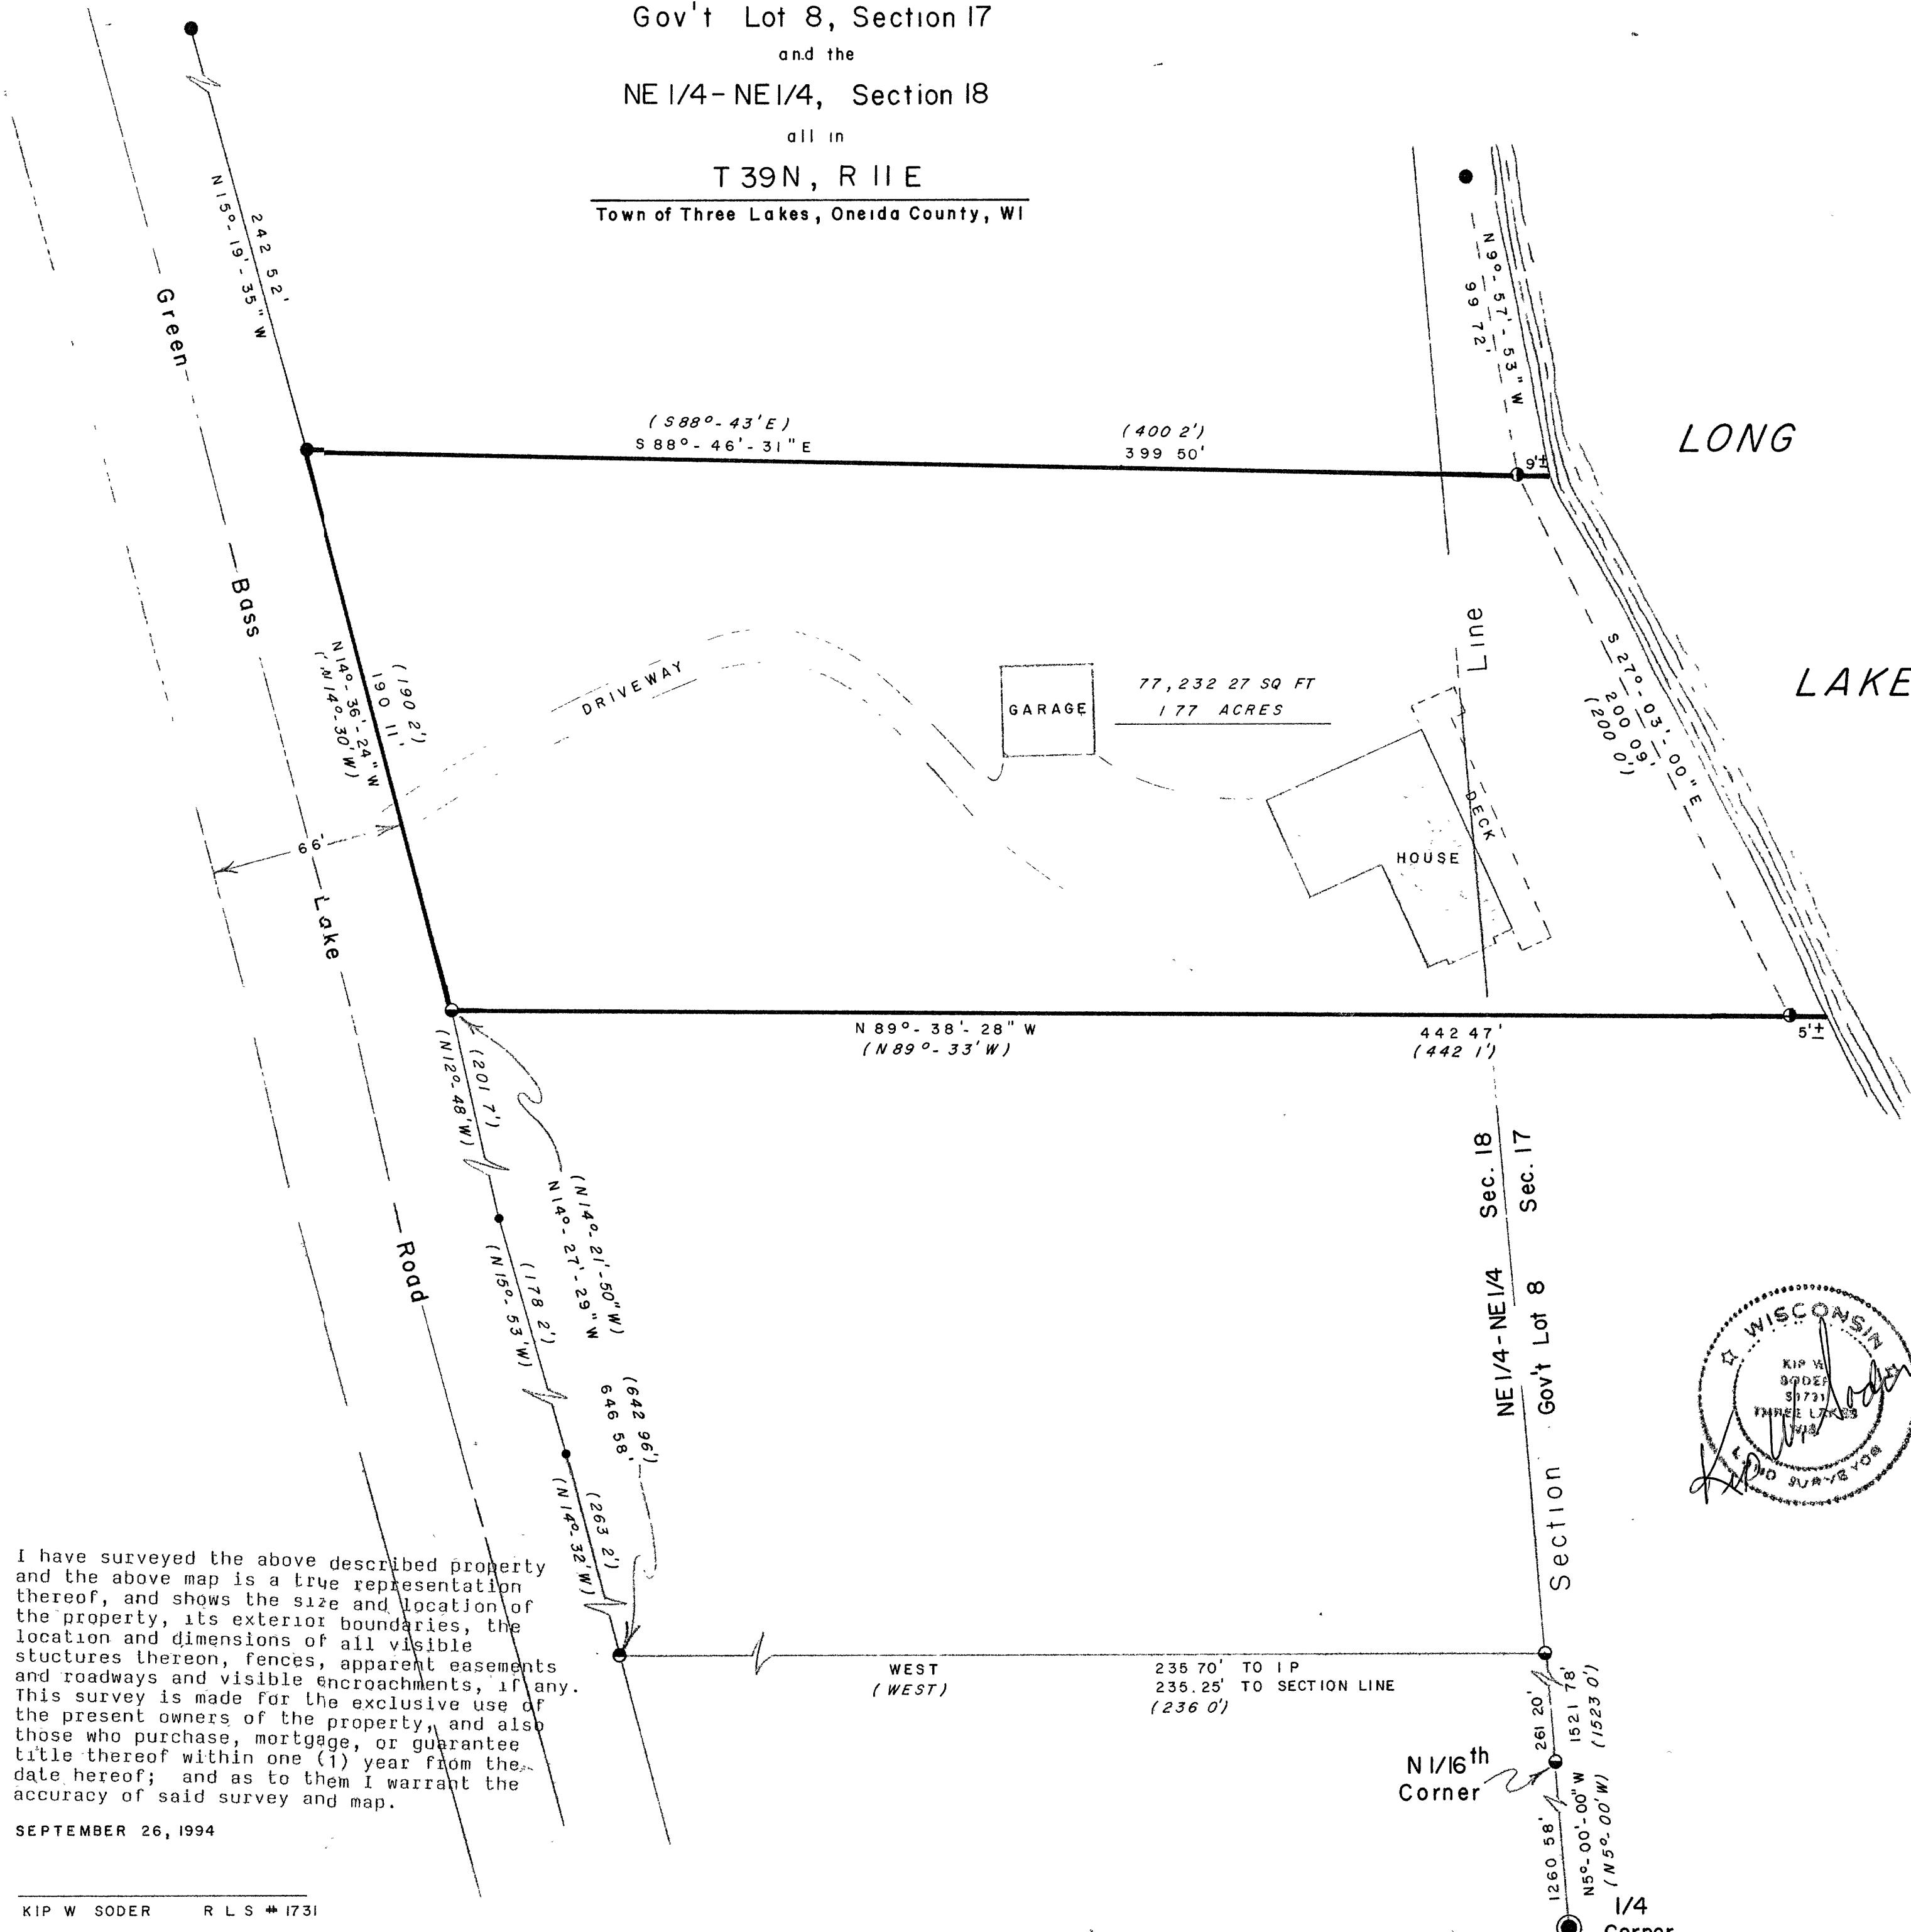 Gov't Lot 8, Section 17
and the
NE 1/4-NE 1/4, Section 18
all in
T 39N, R 11 E
Town of Three Lakes, Oneida County, WI
242 52'
N 15°-19'-35" W
Green
Bass
Lake
Road
N 9°-57'-53" W
99 72'
(S 88°-43' E)
S 88°-46'-31" E
(400 2')
399 50'
9'±
LONG
LAKE
(190 2')
190 11'
N 14°-36'-24" W
(N 14°-30' W)
66'
DRIVEWAY
GARAGE
77,232 27 SQ FT
1 77 ACRES
Line
DECK
HOUSE
S 27°-03'-00" E
200 09'
(200 0')
N 89°-38'-28" W
(N 89°-33' W)
442 47'
(442 1')
5'±
(201 7')
(N 12°-48' W)
(N 14°-21'-50" W)
N 14°-27'-29" W
(178 2')
(N 15°-53' W)
(642 96')
646 58'
(263 2')
(N 14°-32' W)
Sec. 18
Sec. 17
NE 1/4-NE 1/4
Gov't Lot 8
Section
WISCONSIN
KIP W
SODER
S1731
THREE LAKES
WIS
LAND SURVEYOR
Kip W Soder
WEST
(WEST)
235 70' TO I P
235.25' TO SECTION LINE
(236 0')
261 20'
1521 78'
(1523 0')
N 1/16th
Corner
1260 58'
N 5°-00'-00" W
(N 5°-00' W)
1/4
Corner
I have surveyed the above described property
and the above map is a true representation
thereof, and shows the size and location of
the property, its exterior boundaries, the
location and dimensions of all visible
stuctures thereon, fences, apparent easements
and roadways and visible encroachments, if any.
This survey is made for the exclusive use of
the present owners of the property, and also
those who purchase, mortgage, or guarantee
title thereof within one (1) year from the
date hereof; and as to them I warrant the
accuracy of said survey and map.
SEPTEMBER 26, 1994
KIP W SODER R L S # 1731